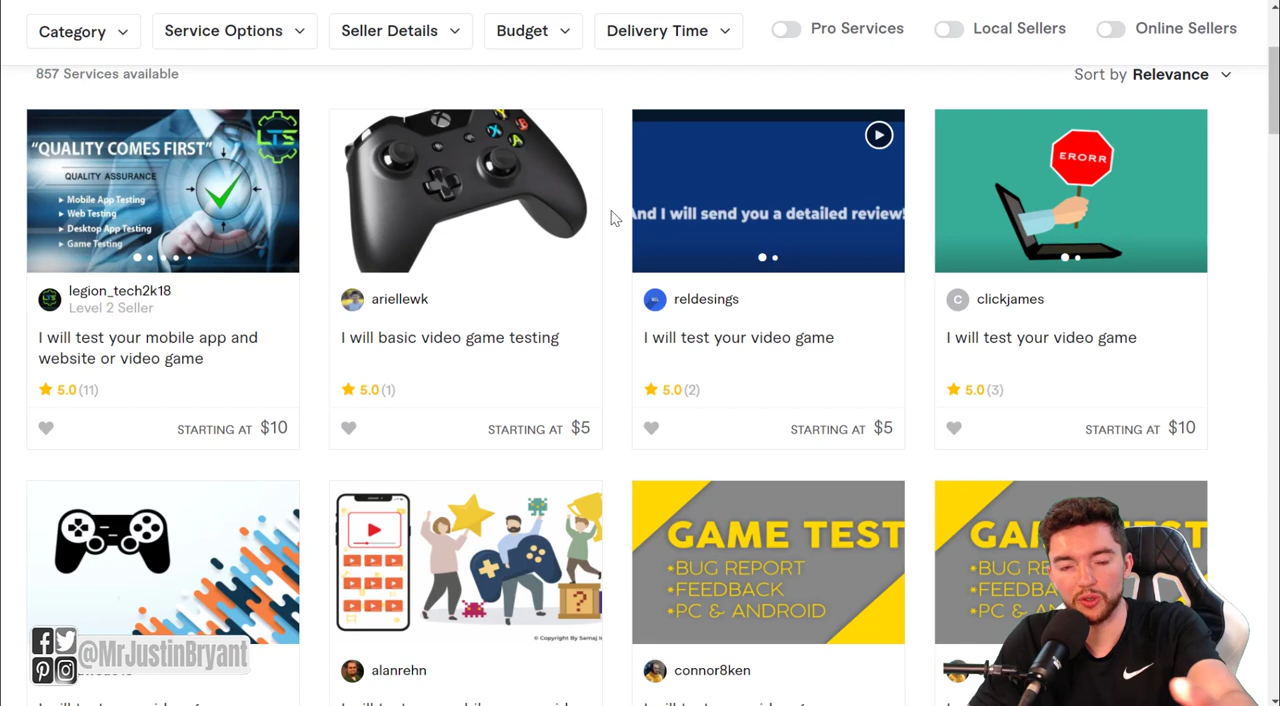 Category
Service Options
Seller Details
Budget
Delivery Time
Pro Services
Local Sellers
Online Sellers
857 Services available
Sort by Relevance
"QUALITY COMES FIRST"
LTS
QUALITY ASSURANCE
Mobile App Testing
Web Testing
Desktop App Testing
Game Testing
legion_tech2k18
Level 2 Seller
I will test your mobile app and
website or video game
5.0 (11)
STARTING AT $10
X Y B A
ariellewk
I will basic video game testing
5.0 (1)
STARTING AT $5
And I will send you a detailed review!
reldesings
I will test your video game
5.0 (2)
STARTING AT $5
ERORR
C
clickjames
I will test your video game
5.0 (3)
STARTING AT $10
@MrJustinBryant
alanrehn
GAME TEST
•BUG REPORT
•FEEDBACK
•PC & ANDROID
connor8ken